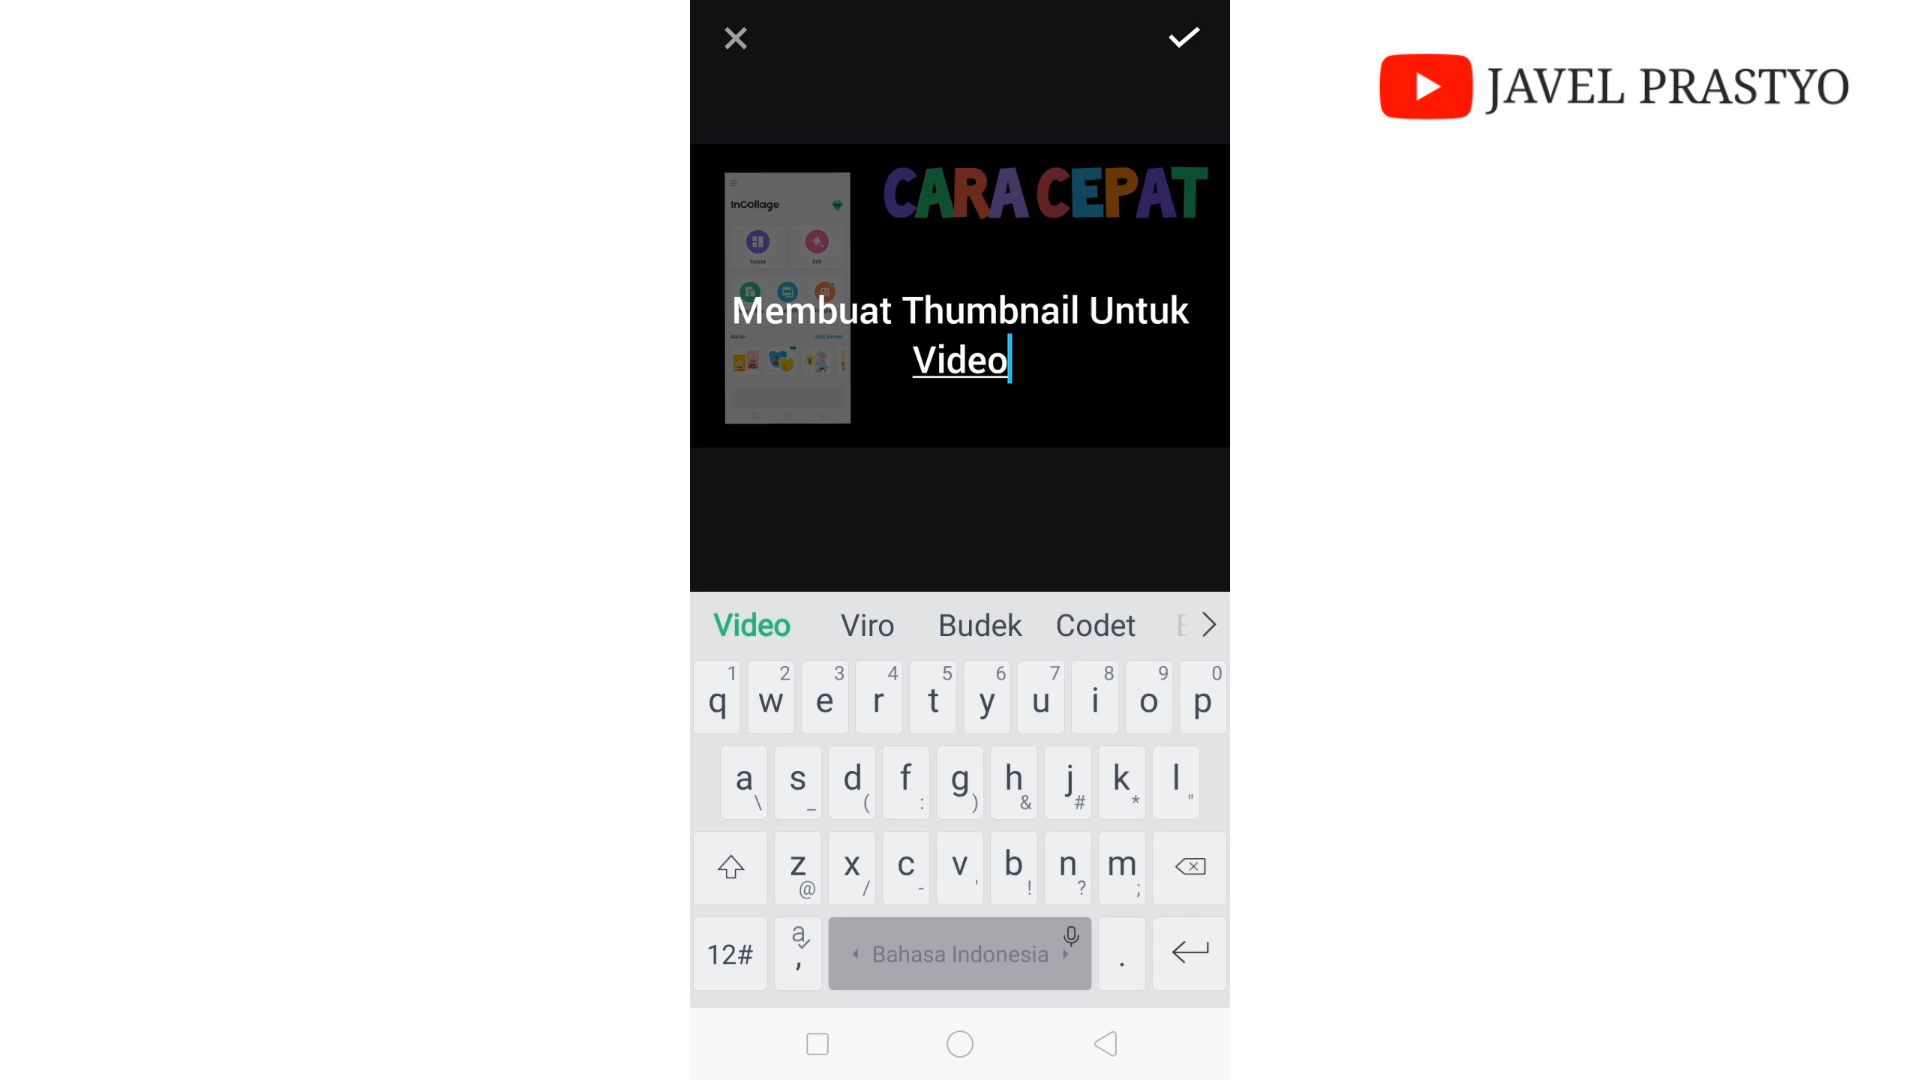 JAVEL PRASTYO
CARA CEPAT
InCollage
Edit
Membuat Thumbnail Untuk
Video
Video Viro Budek Codet
1 2 3 4 5 6 7 8 9 0
q w e r t y u i o p
a s d f g h j k l
\ _ ( : ) & # * "
z x c v b n m
@ / - ' ! ? ;
12# a , Bahasa Indonesia .